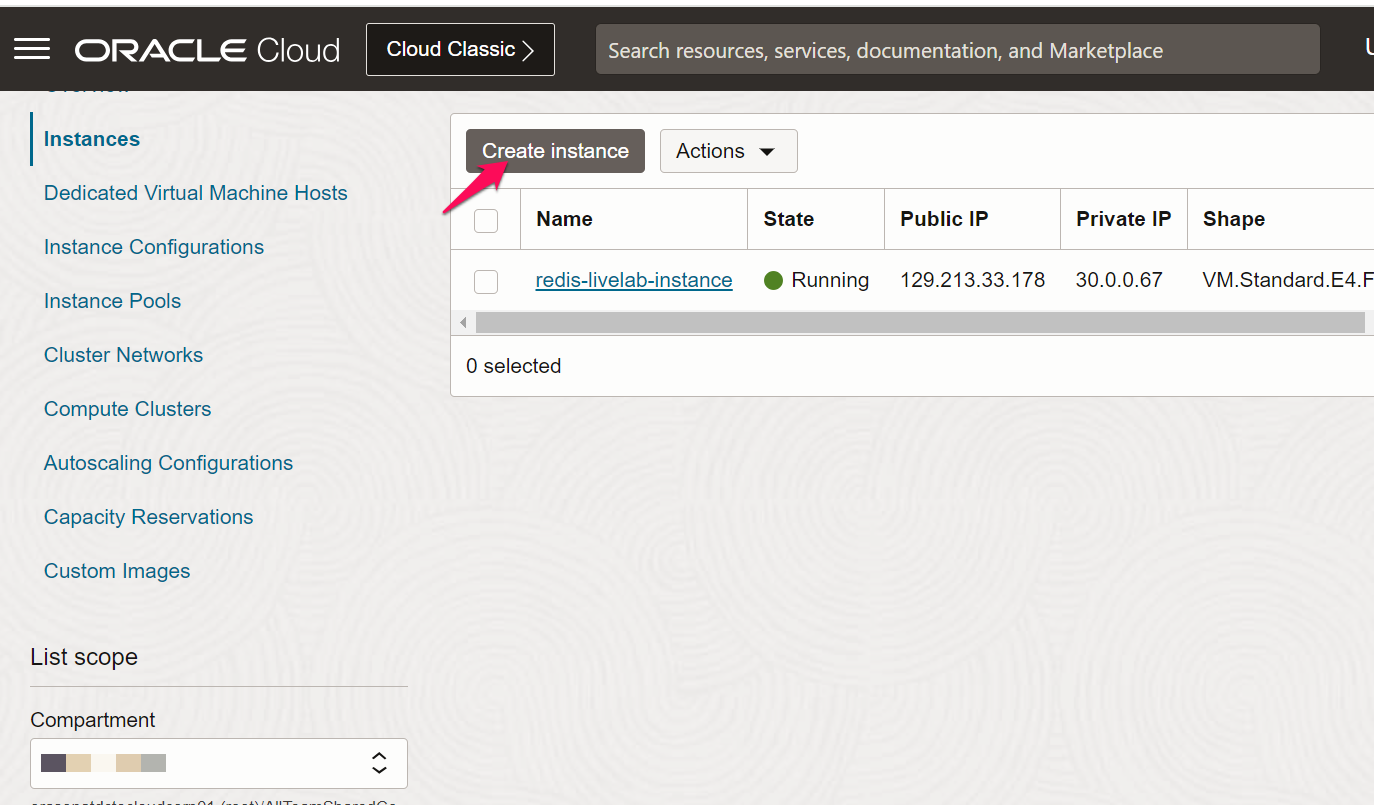 ORACLE Cloud
Cloud Classic
Search resources, services, documentation, and Marketplace
Instances
Dedicated Virtual Machine Hosts
Instance Configurations
Instance Pools
Cluster Networks
Compute Clusters
Autoscaling Configurations
Capacity Reservations
Custom Images
List scope
Compartment
Create instance
Actions
Name State Public IP Private IP Shape
redis-livelab-instance Running 129.213.33.178 30.0.0.67 VM.Standard.E4.F
0 selected